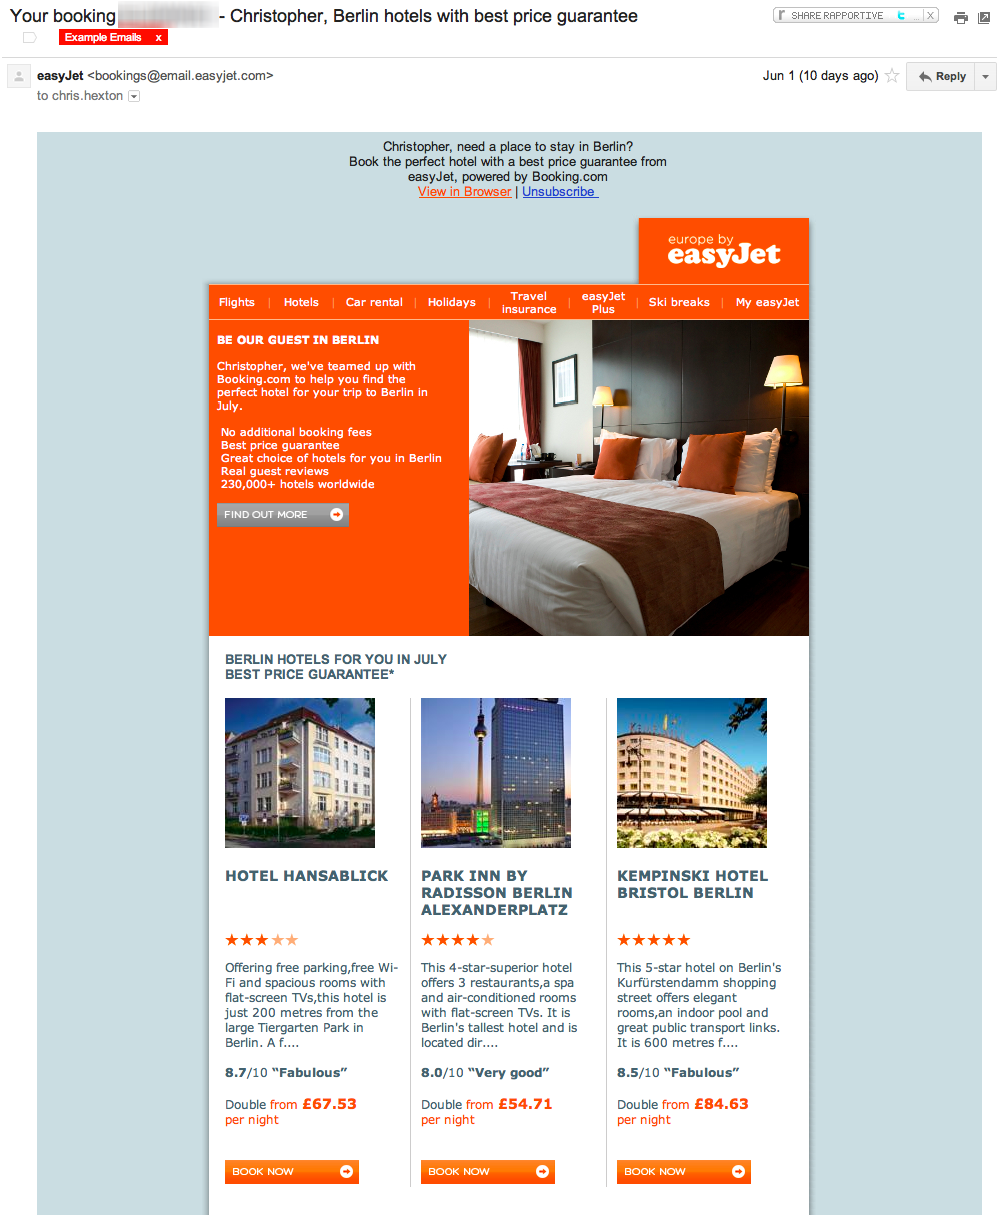 Your booking - Christopher, Berlin hotels with best price guarantee
SHARE RAPPORTIVE ... X
Example Emails x
easyJet <bookings@email.easyjet.com>
Jun 1 (10 days ago)
Reply
to chris.hexton
Christopher, need a place to stay in Berlin?
Book the perfect hotel with a best price guarantee from
easyJet, powered by Booking.com
View in Browser | Unsubscribe
europe by
easyJet
Flights | Hotels | Car rental | Holidays | Travel insurance | easyJet Plus | Ski breaks | My easyJet
BE OUR GUEST IN BERLIN
Christopher, we've teamed up with
Booking.com to help you find the
perfect hotel for your trip to Berlin in
July.
No additional booking fees
Best price guarantee
Great choice of hotels for you in Berlin
Real guest reviews
230,000+ hotels worldwide
FIND OUT MORE
BERLIN HOTELS FOR YOU IN JULY
BEST PRICE GUARANTEE*
HOTEL HANSABLICK
Offering free parking,free Wi-
Fi and spacious rooms with
flat-screen TVs,this hotel is
just 200 metres from the
large Tiergarten Park in
Berlin. A f....
8.7/10 “Fabulous”
Double from £67.53
per night
BOOK NOW
PARK INN BY
RADISSON BERLIN
ALEXANDERPLATZ
This 4-star-superior hotel
offers 3 restaurants,a spa
and air-conditioned rooms
with flat-screen TVs. It is
Berlin's tallest hotel and is
located dir....
8.0/10 “Very good”
Double from £54.71
per night
BOOK NOW
KEMPINSKI HOTEL
BRISTOL BERLIN
This 5-star hotel on Berlin's
Kurfürstendamm shopping
street offers elegant
rooms,an indoor pool and
great public transport links.
It is 600 metres f....
8.5/10 “Fabulous”
Double from £84.63
per night
BOOK NOW